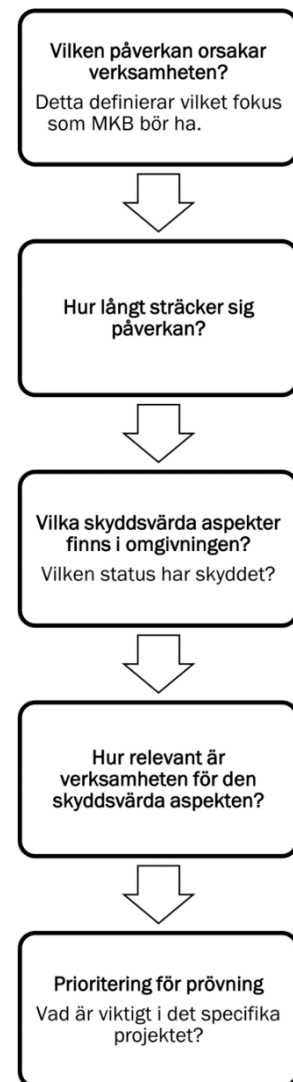 Vilken påverkan orsakar
verksamheten?
Detta definierar vilket fokus
som MKB bör ha.
Hur långt sträcker sig
påverkan?
Vilka skyddsvärda aspekter
finns i omgivningen?
Vilken status har skyddet?
Hur relevant är
verksamheten för den
skyddsvärda aspekten?
Prioritering för prövning
Vad är viktigt i det specifika
projektet?